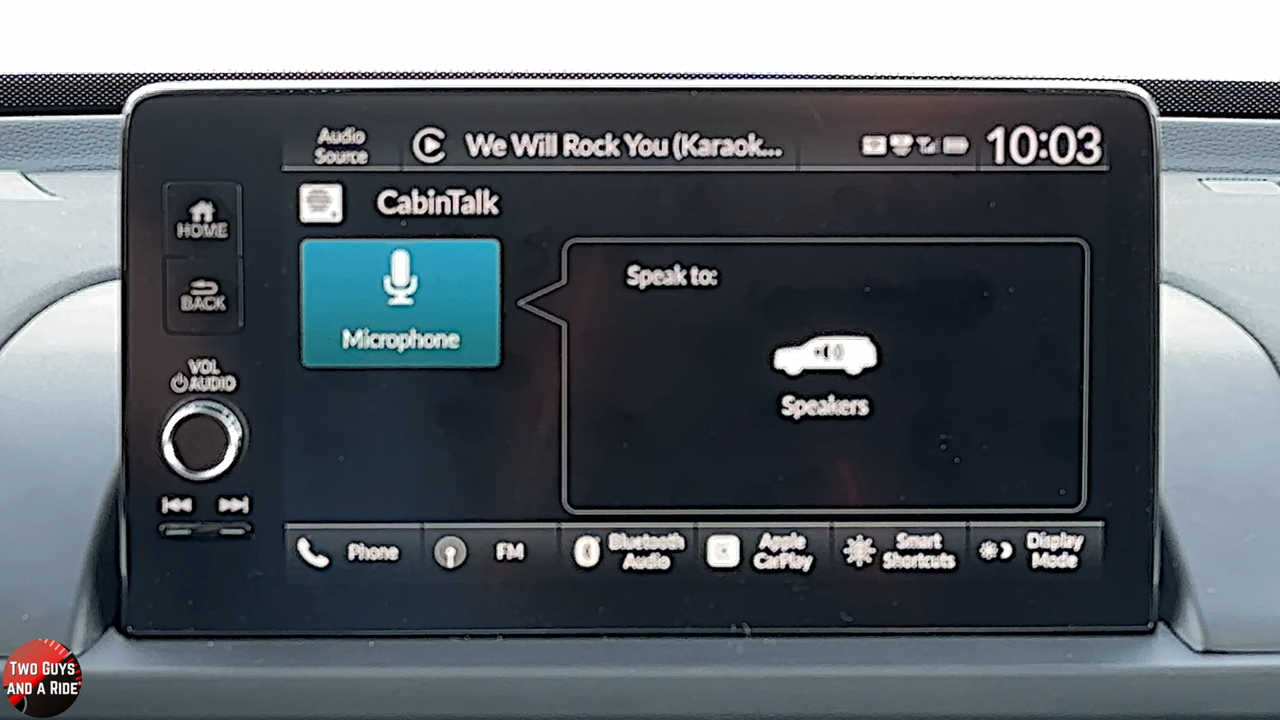 Audio
Source
We Will Rock You (Karaok...
10:03
HOME
CabinTalk
BACK
Microphone
Speak to:
Speakers
VOL
AUDIO
Phone
FM
Bluetooth
Audio
Apple
CarPlay
Smart
Shortcuts
Display
Mode
TWO GUYS
AND A RIDE